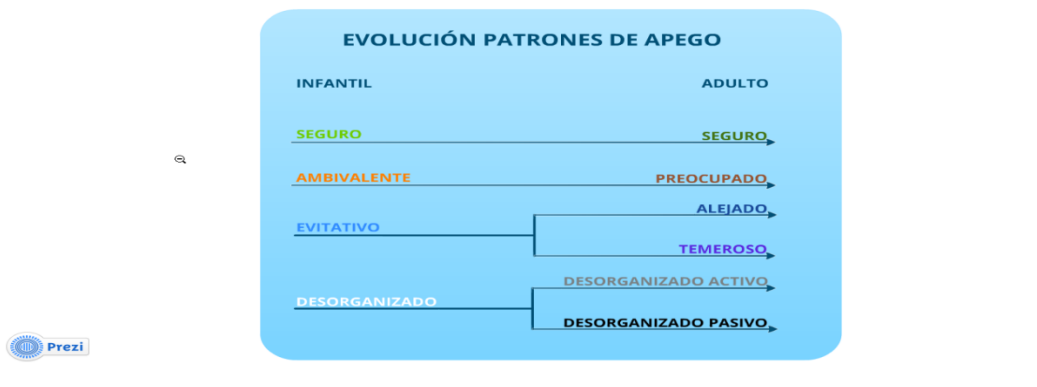 EVOLUCIÓN PATRONES DE APEGO
INFANTIL ADULTO
SEGURO SEGURO
AMBIVALENTE PREOCUPADO
ALEJADO
EVITATIVO
TEMEROSO
DESORGANIZADO ACTIVO
DESORGANIZADO
DESORGANIZADO PASIVO
Prezi